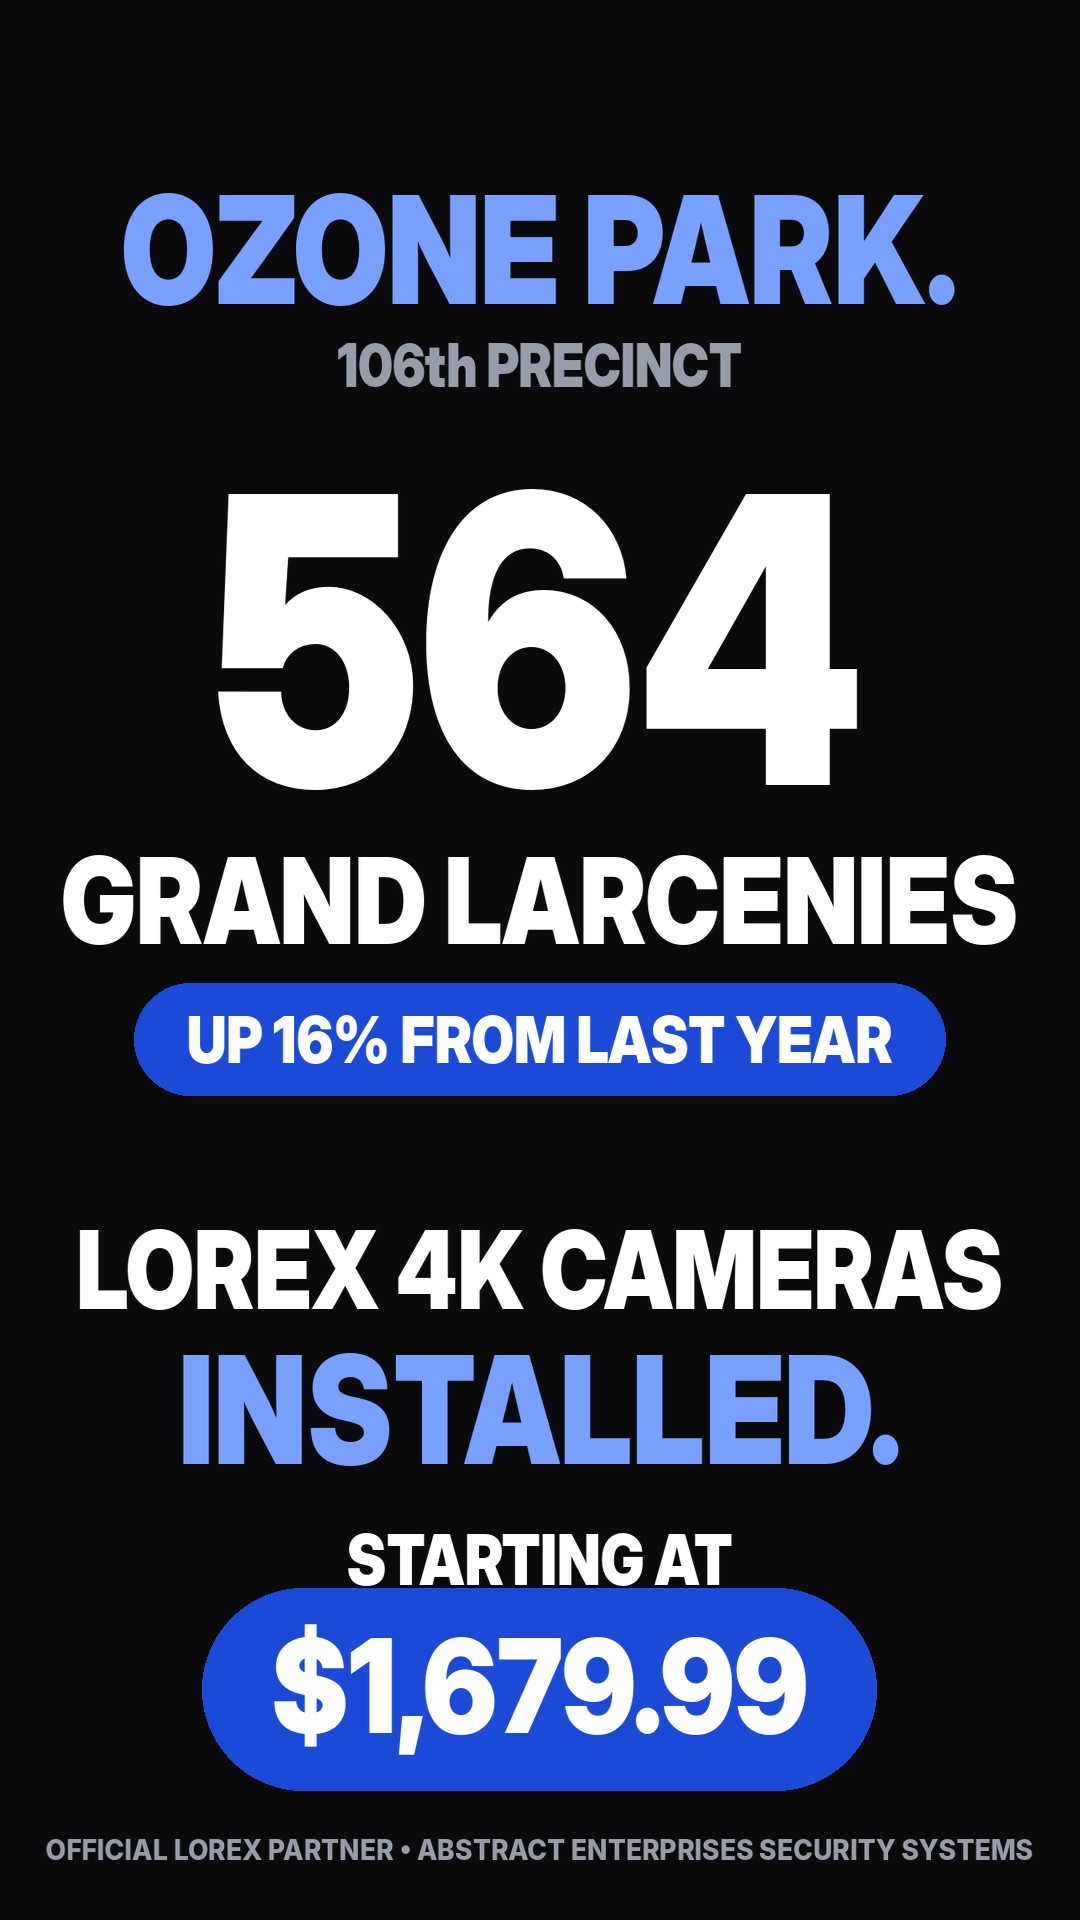 OZONE PARK.
106th PRECINCT
564
GRAND LARCENIES
UP 16% FROM LAST YEAR
LOREX 4K CAMERAS
INSTALLED.
STARTING AT
$1,679.99
OFFICIAL LOREX PARTNER • ABSTRACT ENTERPRISES SECURITY SYSTEMS